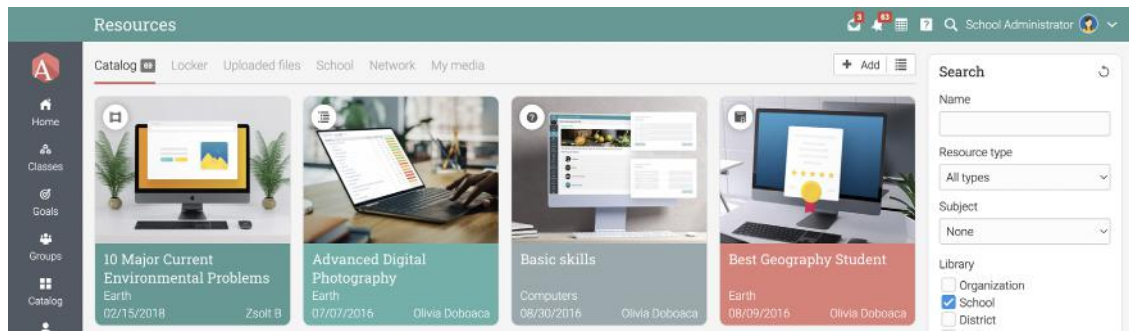 Resources
3
63
?
School Administrator
A
Home
Classes
Goals
Groups
Catalog
Catalog 63
Locker
Uploaded files
School
Network
My media
+ Add
10 Major Current
Environmental Problems
Earth
02/15/2018 Zsolt B
Advanced Digital
Photography
Earth
07/07/2016 Olivia Doboaca
?
Basic skills
Computers
08/30/2016 Olivia Doboaca
Best Geography Student
Earth
08/09/2016 Olivia Doboaca
Search
Name
Resource type
All types
Subject
None
Library
Organization
School
District